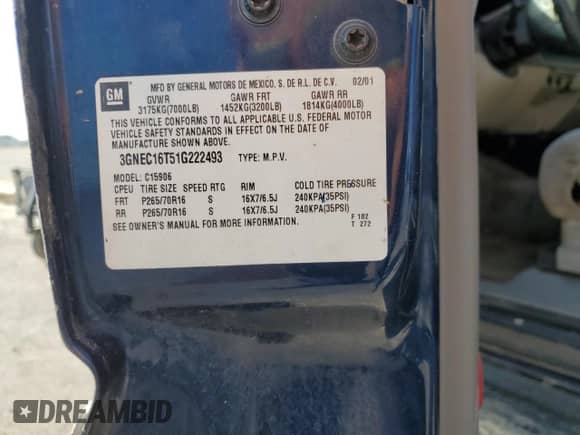 GM
MFD BY GENERAL MOTORS DE MEXICO, S. DE R.L. DE C.V. 02/01
GVWR GAWR FRT GAWR RR
3175KG(7000LB) 1452KG(3200LB) 1814KG(4000LB)
THIS VEHICLE CONFORMS TO ALL APPLICABLE U.S. FEDERAL MOTOR
VEHICLE SAFETY STANDARDS IN EFFECT ON THE DATE OF
MANUFACTURE SHOWN ABOVE.
3GNEC16T51G222493 TYPE: M.P.V.
MODEL: C15906
CPEU TIRE SIZE SPEED RTG RIM COLD TIRE PRESSURE
FRT P265/70R16 S 16X7/6.5J 240KPA(35PSI)
RR P265/70R16 S 16X7/6.5J 240KPA(35PSI)
SEE OWNER'S MANUAL FOR MORE INFORMATION.
F 182
T 272
DREAMBID